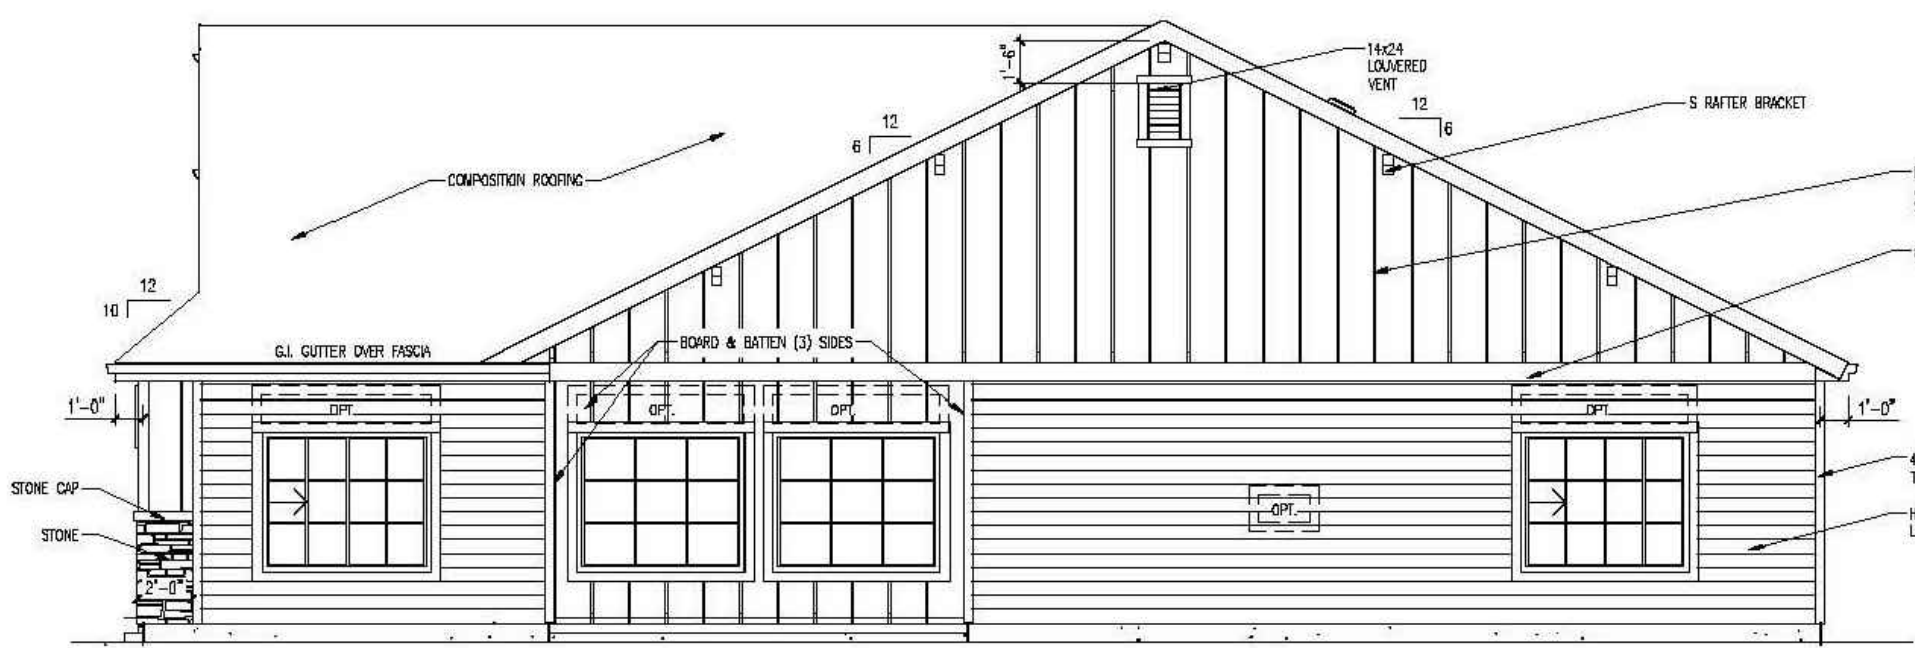 1'-6"
14x24
LOUVERED
VENT
12
6
12
6
S RAFTER BRACKET
COMPOSITION ROOFING
12
10
G.I. GUTTER OVER FASCIA
BOARD & BATTEN (3) SIDES
1'-0"
OPT.
OPT.
OPT.
OPT.
1'-0"
STONE CAP
STONE
OPT.
2'-0"
4
T
H
L